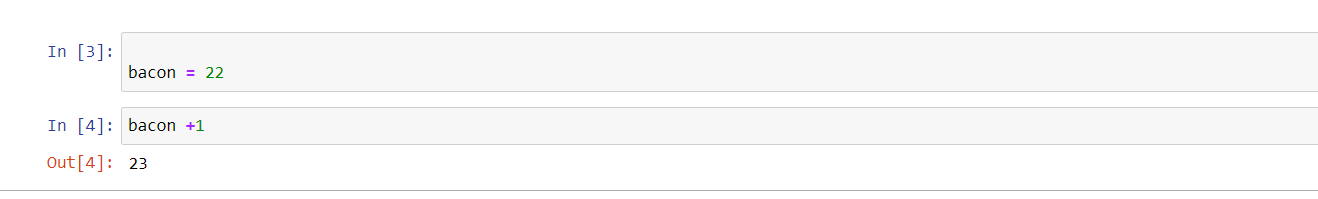 In [3]:
bacon = 22
In [4]: bacon +1
Out[4]: 23